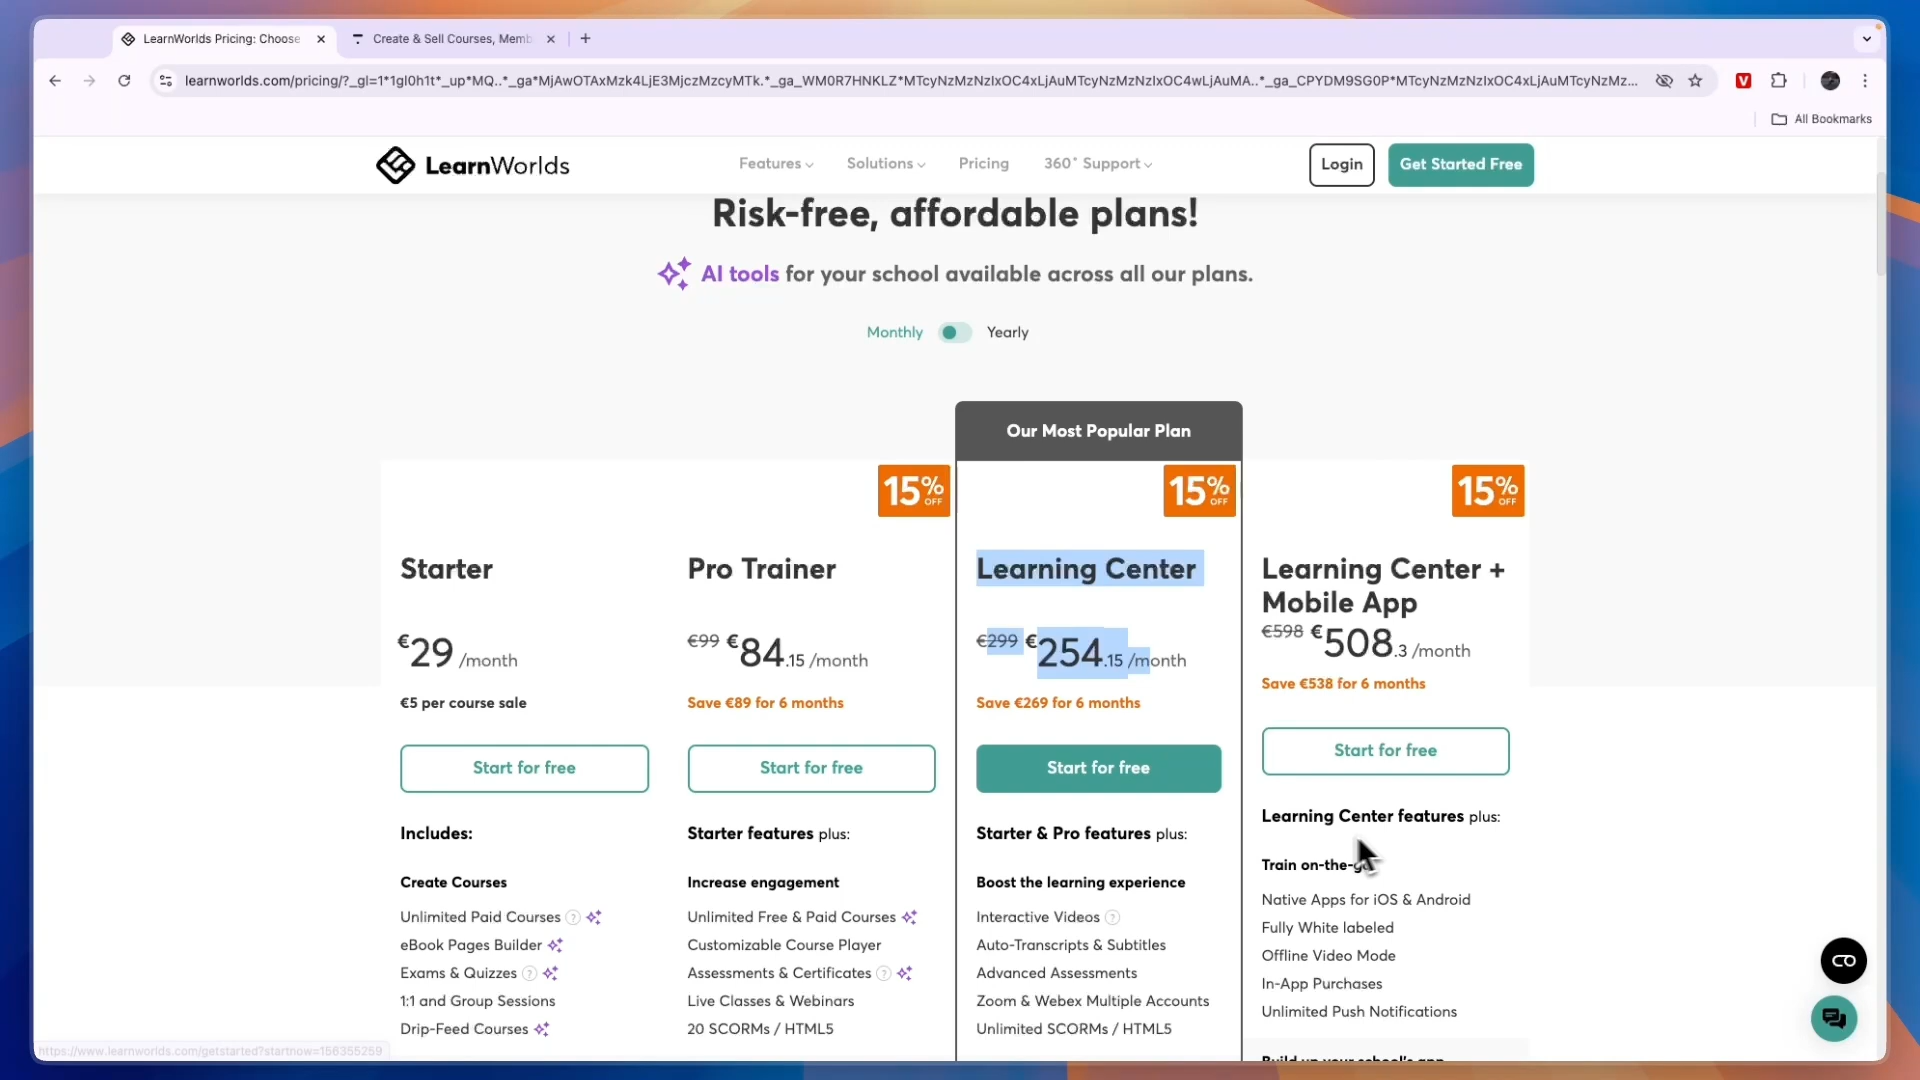 LearnWorlds Pricing: Choose
Create & Sell Courses, Memb
learnworlds.com/pricing/?_gl=1*1gl0h1t*_up*MQ..*_ga*MjAwOTAxMzk4LjE3MjczMzcyMTk.*_ga_WM0R7HNKLZ*MTcyNzMzNzIxOC4xLjAuMTcyNzMzNzIxOC4wLjAuMA..*_ga_CPYDM9SG0P*MTcyNzMzNzIxOC4xLjAuMTcyNzMz...
All Bookmarks
LearnWorlds
Features
Solutions
Pricing
360° Support
Login
Get Started Free
Risk-free, affordable plans!
AI tools for your school available across all our plans.
Monthly
Yearly
Our Most Popular Plan
15% OFF
15% OFF
15% OFF
Starter
€29 /month
€5 per course sale
Start for free
Includes:
Create Courses
Unlimited Paid Courses ?
eBook Pages Builder
Exams & Quizzes ?
1:1 and Group Sessions
Drip-Feed Courses
Pro Trainer
€99 €84.15 /month
Save €89 for 6 months
Start for free
Starter features plus:
Increase engagement
Unlimited Free & Paid Courses
Customizable Course Player
Assessments & Certificates ?
Live Classes & Webinars
20 SCORMs / HTML5
Learning Center
€299 €254.15 /month
Save €269 for 6 months
Start for free
Starter & Pro features plus:
Boost the learning experience
Interactive Videos ?
Auto-Transcripts & Subtitles
Advanced Assessments
Zoom & Webex Multiple Accounts
Unlimited SCORMs / HTML5
Learning Center +
Mobile App
€598 €508.3 /month
Save €538 for 6 months
Start for free
Learning Center features plus:
Train on-the-go
Native Apps for iOS & Android
Fully White labeled
Offline Video Mode
In-App Purchases
Unlimited Push Notifications
Build up your school's app
https://www.learnworlds.com/getstarted?startnow=156355259